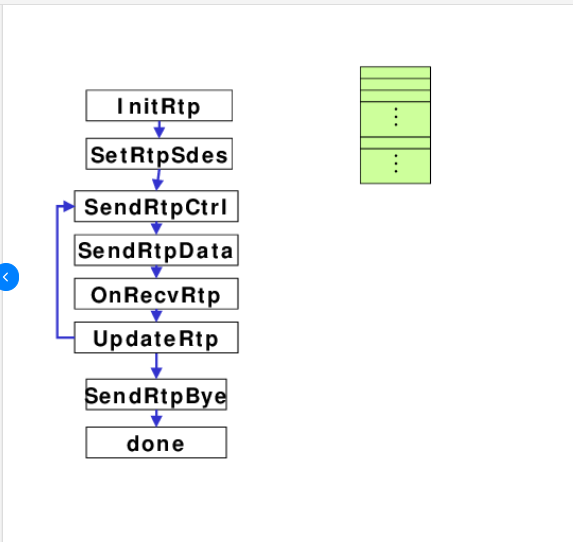 InitRtp
SetRtpSdes
SendRtpCtrl
SendRtpData
OnRecvRtp
UpdateRtp
SendRtpBye
done